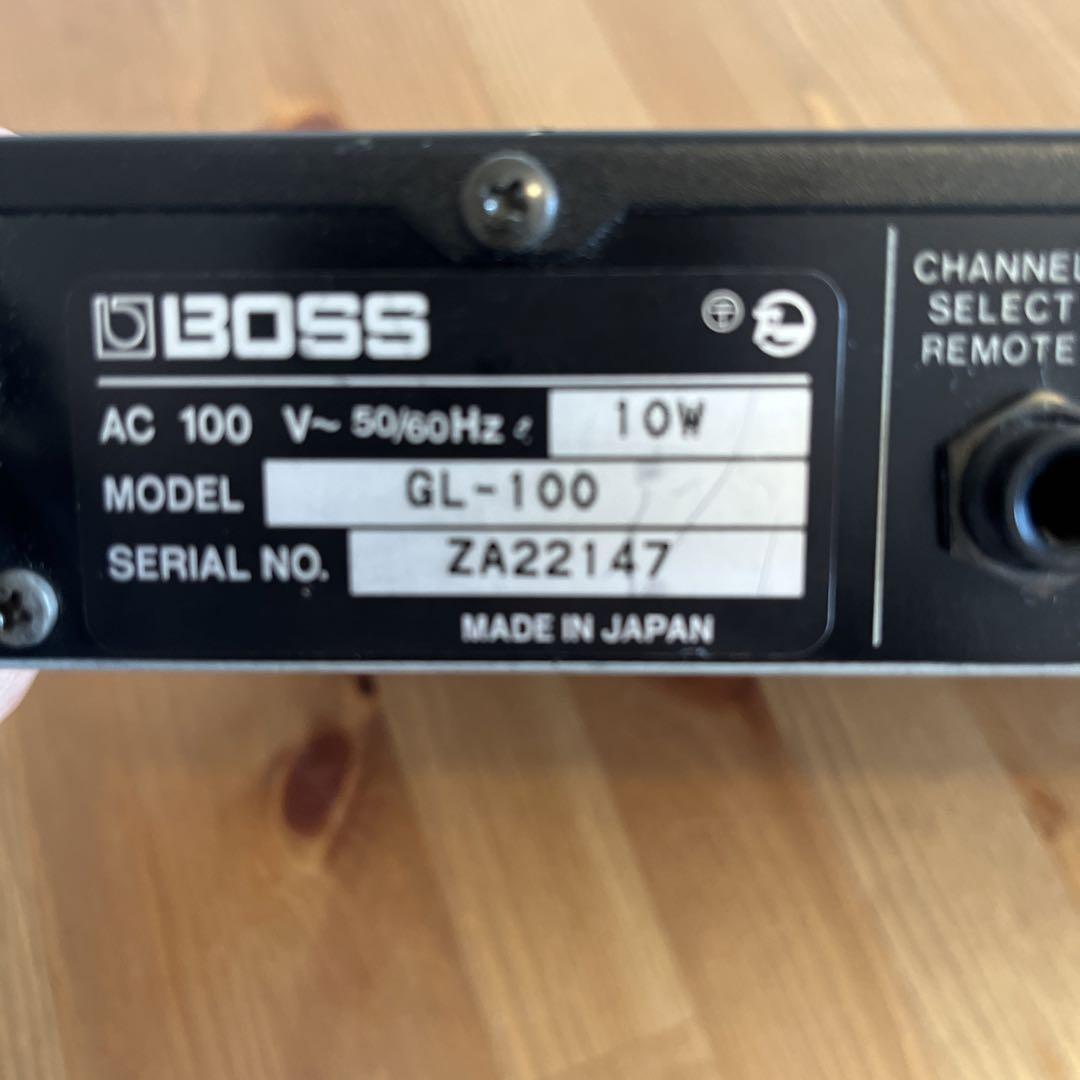 BOSS
AC 100 V~ 50/60Hz 10W
MODEL GL-100
SERIAL NO. ZA22147
MADE IN JAPAN
CHANNEL
SELECT
REMOTE